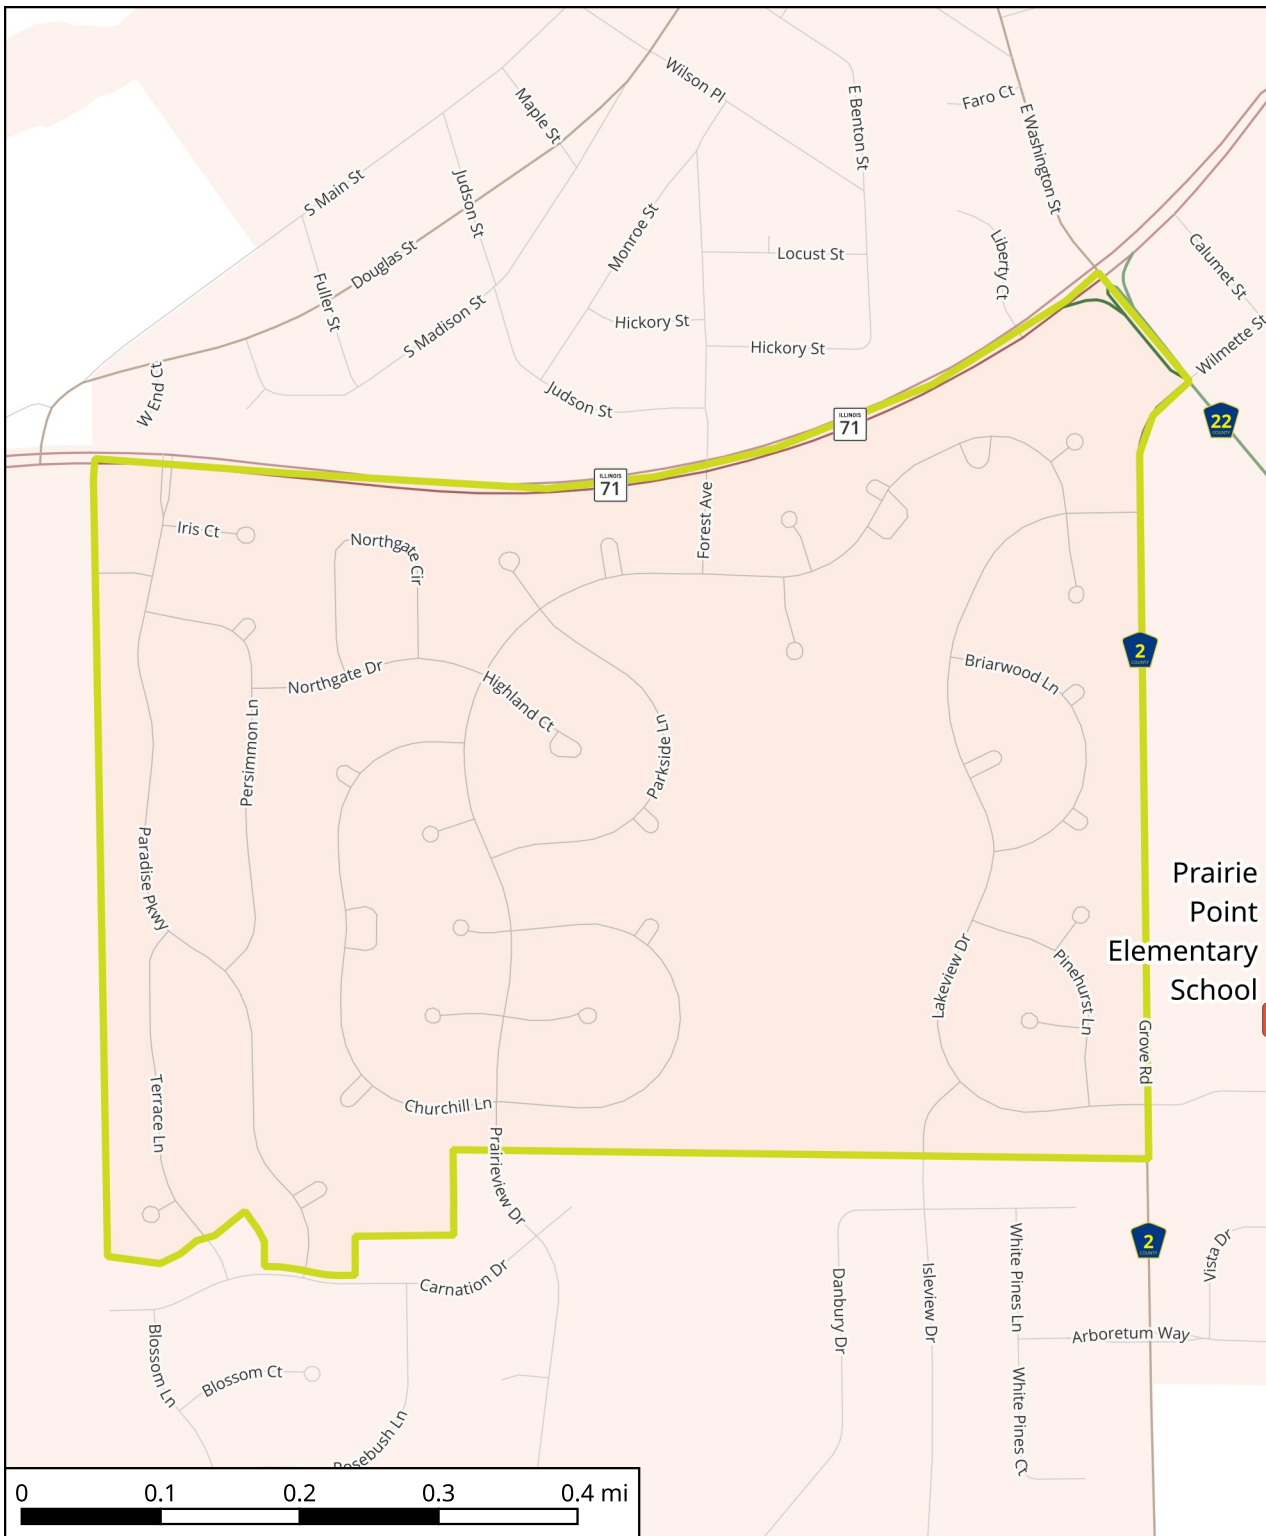 Wilson Pl
Maple St
E Benton St
Faro Ct
E Washington St
S Main St
Judson St
Monroe St
Locust St
Liberty Ct
Calumet St
Douglas St
Fuller St
S Madison St
Hickory St
Hickory St
Wilmette St
W End Ct
Judson St
ILLINOIS
71
22
COUNTY
ILLINOIS
71
Forest Ave
Iris Ct
Northgate Cir
2
COUNTY
Northgate Dr
Highland Ct
Briarwood Ln
Persimmon Ln
Parkside Ln
Paradise Pkwy
Prairie
Point
Elementary
School
Lakeview Dr
Pinehurst Ln
Grove Rd
Terrace Ln
Churchill Ln
Prairieview Dr
2
COUNTY
Vista Dr
White Pines Ln
Carnation Dr
Danbury Dr
Isleview Dr
Arboretum Way
Blossom Ln
Blossom Ct
White Pines Ct
Rosebush Ln
0 0.1 0.2 0.3 0.4 mi